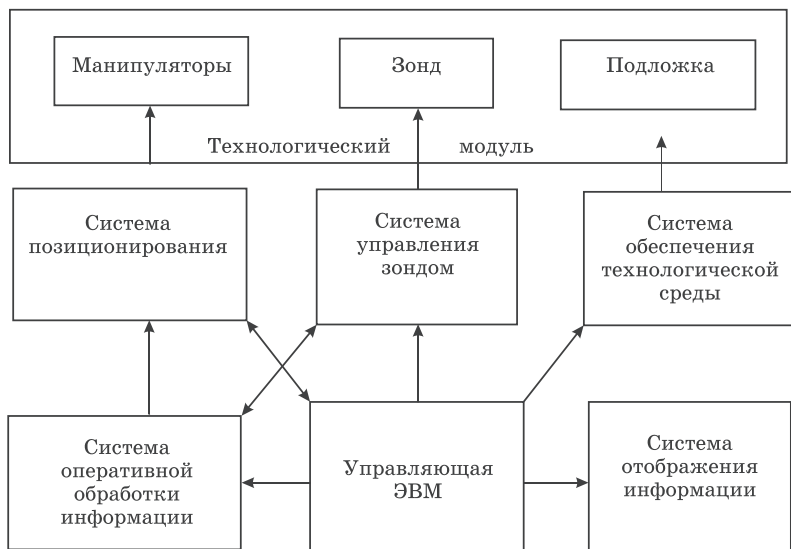 Манипуляторы
Зонд
Подложка
Технологический модуль
Система
позиционирования
Система
управления
зондом
Система
обеспечения
технологической
среды
Система
оперативной
обработки
информации
Управляющая
ЭВМ
Система
отображения
информации